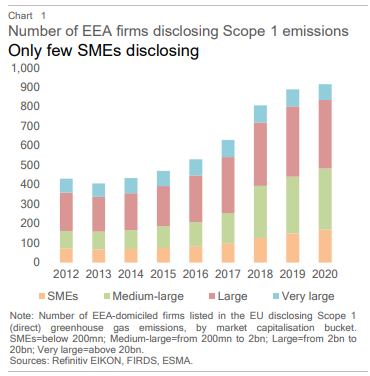 Chart 1
Number of EEA firms disclosing Scope 1 emissions
Only few SMEs disclosing
1,000
900
800
700
600
500
400
300
200
100
0
2012 2013 2014 2015 2016 2017 2018 2019 2020
SMEs Medium-large Large Very large
Note: Number of EEA-domiciled firms listed in the EU disclosing Scope 1
(direct) greenhouse gas emissions, by market capitalisation bucket.
SMEs=below 200mn; Medium-large=from 200mn to 2bn; Large=from 2bn to
20bn; Very large=above 20bn.
Sources: Refinitiv EIKON, FIRDS, ESMA.